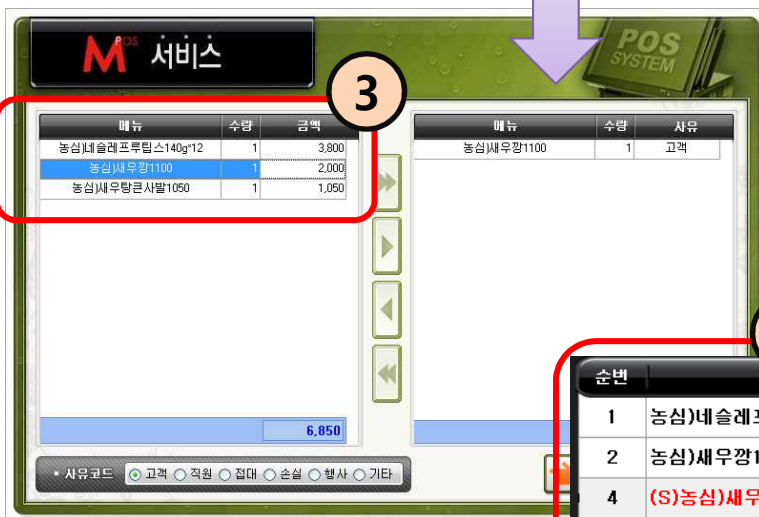 MPOS 서비스
POS
SYSTEM
3
메뉴 수량 금액
농심)네슬레프루팁스140g*12 1 3,800
농심)새우깡1100 1 2,000
농심)새우탕큰사발1050 1 1,050
6,850
메뉴 수량 사유
농심)새우깡1100 1 고객
• 사유코드 고객 직원 접대 손실 행사 기타
순번
1 농심)네슬레
2 농심)새우깡1
4 (S)농심)새우